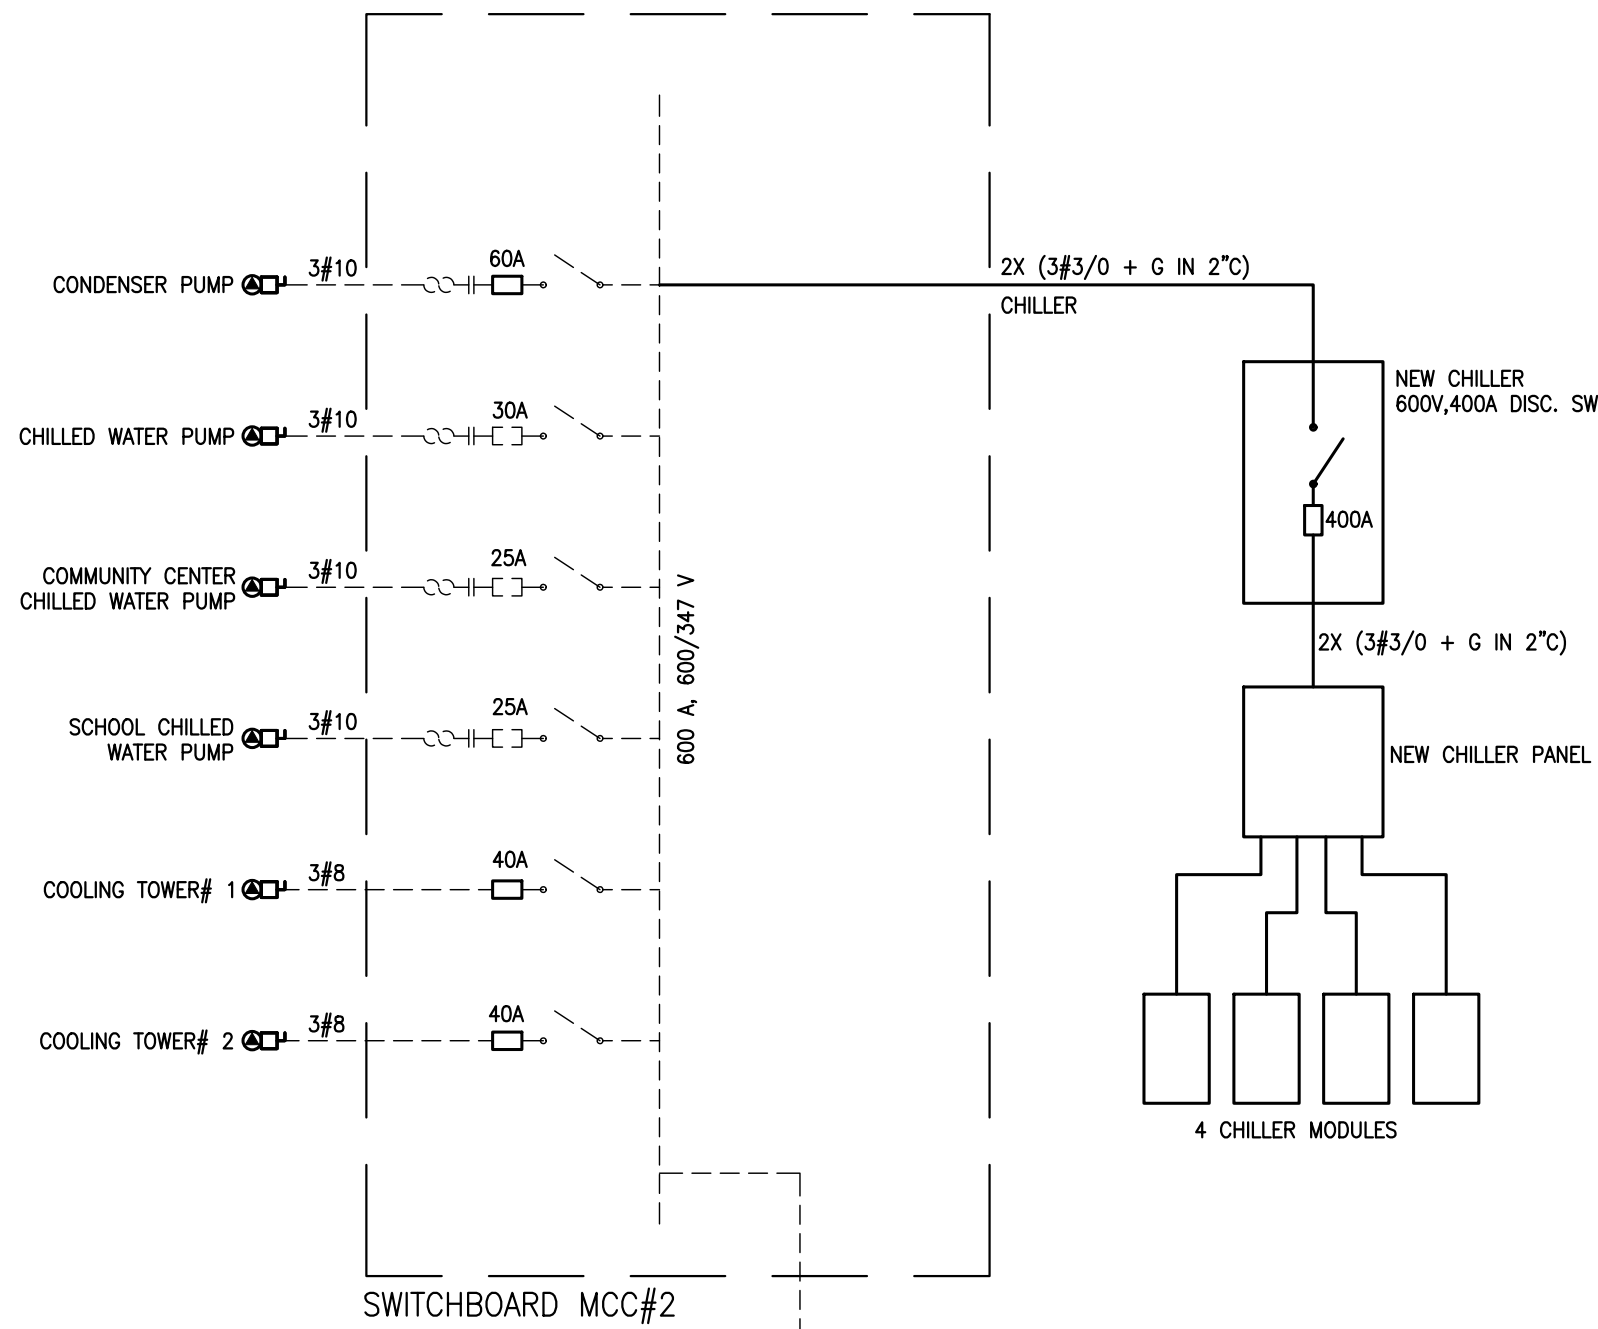 60A
3#10
CONDENSER PUMP
2X (3#3/0 + G IN 2"C)
CHILLER
NEW CHILLER
600V,400A DISC. SW
400A
30A
3#10
CHILLED WATER PUMP
25A
3#10
COMMUNITY CENTER
CHILLED WATER PUMP
600 A, 600/347 V
2X (3#3/0 + G IN 2"C)
25A
3#10
SCHOOL CHILLED
WATER PUMP
NEW CHILLER PANEL
40A
3#8
COOLING TOWER# 1
40A
3#8
COOLING TOWER# 2
4 CHILLER MODULES
SWITCHBOARD MCC#2